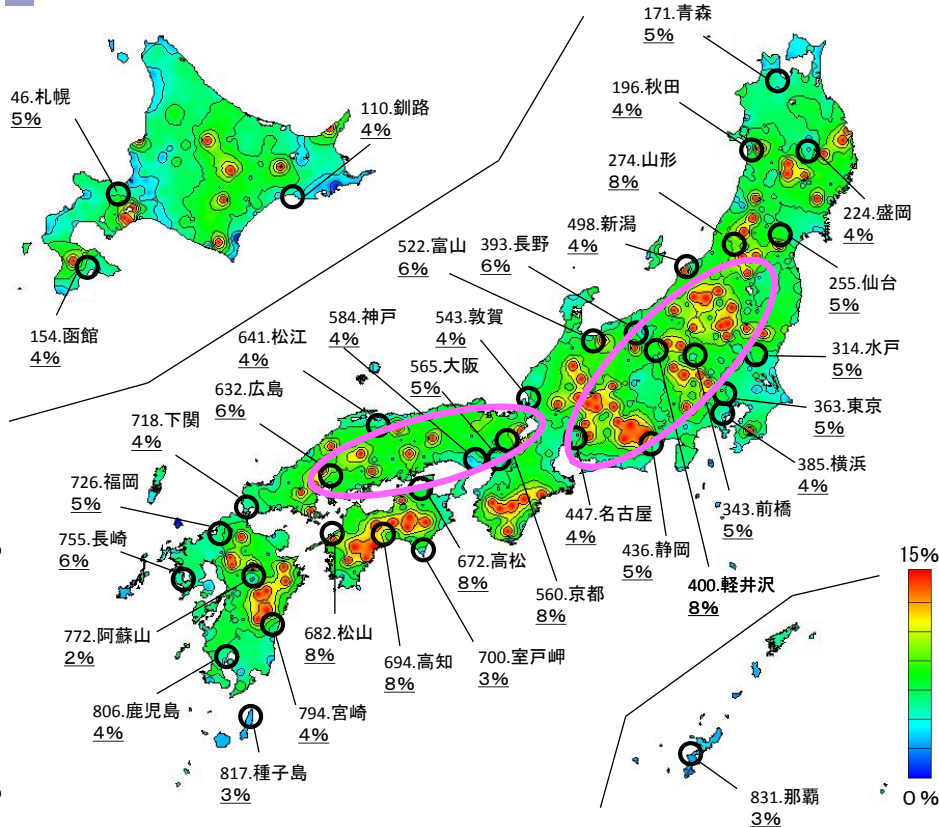 171.青森
5%
196.秋田
4%
46.札幌
5%
110.釧路
4%
274.山形
8%
224.盛岡
4%
498.新潟
4%
522.富山
6%
393.長野
6%
255.仙台
5%
154.函館
4%
584.神戸
4%
543.敦賀
4%
641.松江
4%
565.大阪
5%
314.水戸
5%
632.広島
6%
363.東京
5%
718.下関
4%
385.横浜
4%
726.福岡
5%
343.前橋
5%
447.名古屋
4%
755.長崎
6%
436.静岡
5%
672.高松
8%
400.軽井沢
8%
560.京都
8%
15%
772.阿蘇山
2%
682.松山
8%
694.高知
8%
700.室戸岬
3%
806.鹿児島
4%
794.宮崎
4%
817.種子島
3%
831.那覇
3%
0%